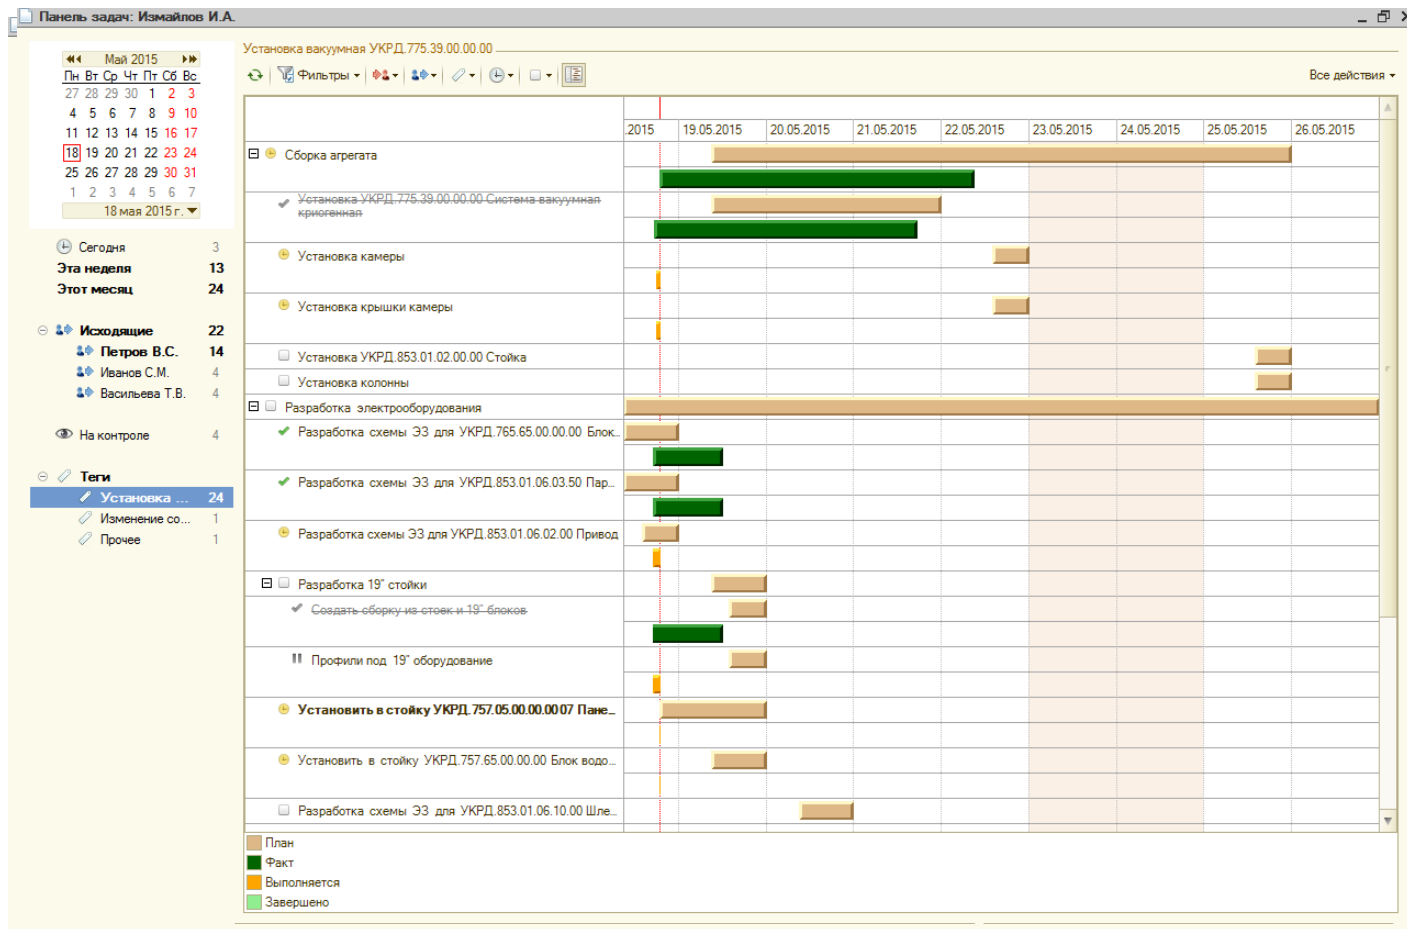 Панель задач: Измайлов И.А.
Май 2015
Пн Вт Ср Чт Пт Сб Вс
27 28 29 30 1 2 3
4 5 6 7 8 9 10
11 12 13 14 15 16 17
18 19 20 21 22 23 24
25 26 27 28 29 30 31
1 2 3 4 5 6 7
18 мая 2015 г.
Сегодня 3
Эта неделя 13
Этот месяц 24
Исходящие 22
Петров В.С. 14
Иванов С.М. 4
Васильева Т.В. 4
На контроле 4
Теги
Установка ... 24
Изменение со... 1
Прочее 1
Установка вакуумная УКРД.775.39.00.00.00
Фильтры
Все действия
.2015 19.05.2015 20.05.2015 21.05.2015 22.05.2015 23.05.2015 24.05.2015 25.05.2015 26.05.2015
Сборка агрегата
Установка УКРД.775.39.00.00.00 Система вакуумная
криогенная
Установка камеры
Установка крышки камеры
Установка УКРД.853.01.02.00.00 Стойка
Установка колонны
Разработка электрооборудования
Разработка схемы ЭЗ для УКРД.765.65.00.00.00 Блок...
Разработка схемы ЭЗ для УКРД.853.01.06.03.50 Пар...
Разработка схемы ЭЗ для УКРД.853.01.06.02.00 Привод
Разработка 19" стойки
Создать сборку из стоек и 19" блоков
Профили под 19" оборудование
Установить в стойку УКРД.757.05.00.00.00 07 Пане...
Установить в стойку УКРД.757.65.00.00.00 Блок водо...
Разработка схемы ЭЗ для УКРД.853.01.06.10.00 Шле...
План
Факт
Выполняется
Завершено